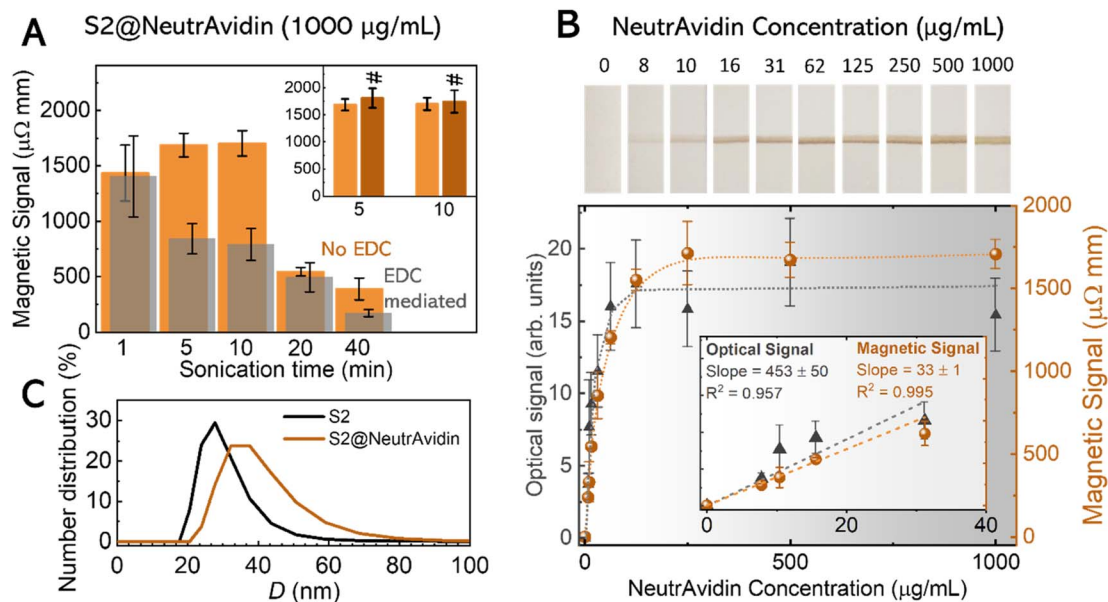 A
S2@NeutrAvidin (1000 µg/mL)
Magnetic Signal (µΩ mm)
2000
1500
1000
500
0
2000
1500
1000
500
0
#
#
5
10
No EDC
EDC
mediated
1
5
10
20
40
Sonication time (min)
B
NeutrAvidin Concentration (µg/mL)
0 8 10 16 31 62 125 250 500 1000
Optical signal (arb. units)
20
15
10
5
0
Optical Signal
Slope = 453 ± 50
R² = 0.957
Magnetic Signal
Slope = 33 ± 1
R² = 0.995
0
20
40
2000
1500
1000
500
0
Magnetic Signal (µΩ mm)
0
500
1000
NeutrAvidin Concentration (µg/mL)
C
Number distribution (%)
30
20
10
0
S2
S2@NeutrAvidin
0 20 40 60 80 100
D (nm)